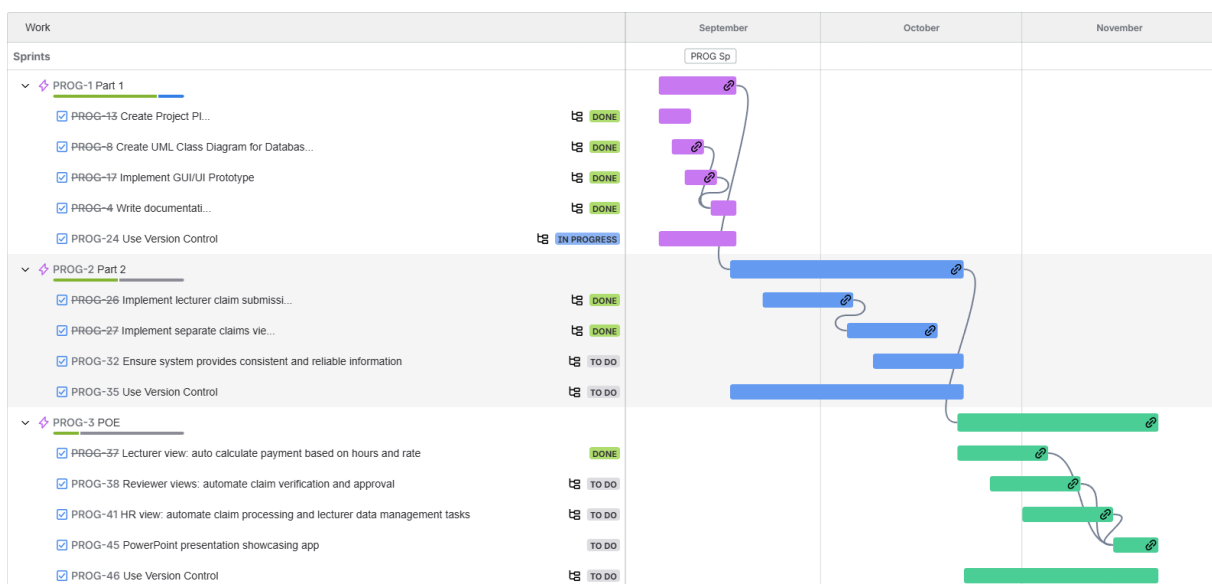 Work September October November
Sprints PROG Sp
PROG-1 Part 1
PROG-13 Create Project Pl... DONE
PROG-8 Create UML Class Diagram for Databas... DONE
PROG-17 Implement GUI/UI Prototype DONE
PROG-4 Write documentati... DONE
PROG-24 Use Version Control IN PROGRESS
PROG-2 Part 2
PROG-26 Implement lecturer claim submissi... DONE
PROG-27 Implement separate claims vie... DONE
PROG-32 Ensure system provides consistent and reliable information TO DO
PROG-35 Use Version Control TO DO
PROG-3 POE
PROG-37 Lecturer view: auto calculate payment based on hours and rate DONE
PROG-38 Reviewer views: automate claim verification and approval TO DO
PROG-41 HR view: automate claim processing and lecturer data management tasks TO DO
PROG-45 PowerPoint presentation showcasing app TO DO
PROG-46 Use Version Control TO DO